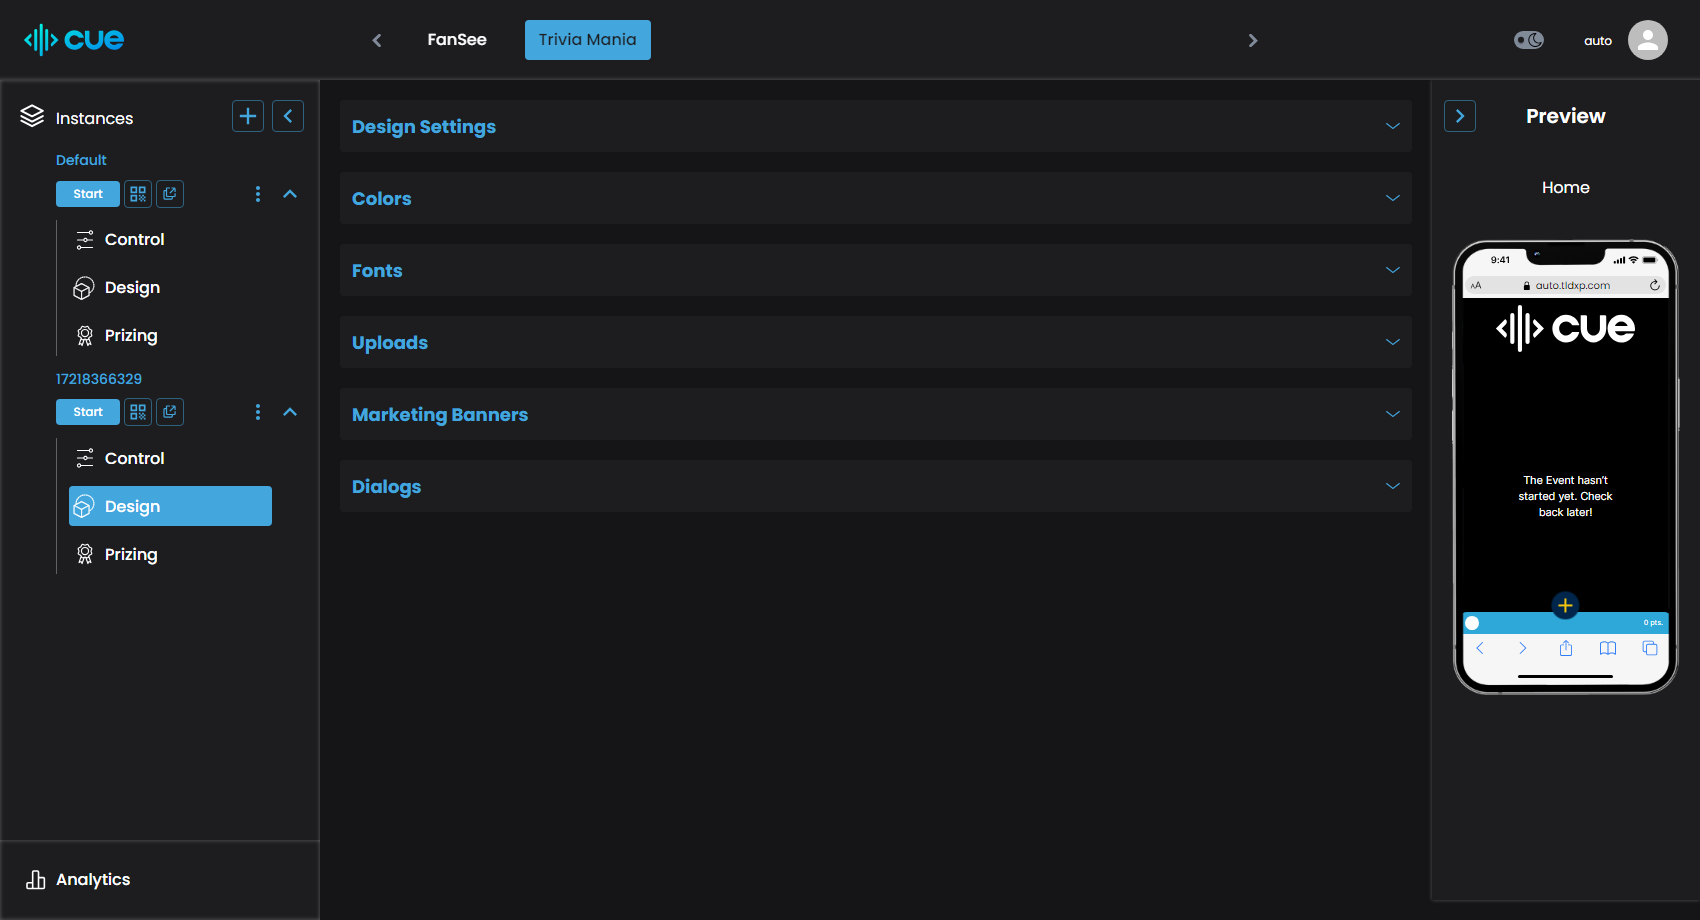 cue
FanSee
Trivia Mania
auto
Instances
Default
Start
Control
Design
Prizing
17218366329
Start
Control
Design
Prizing
Analytics
Design Settings
Colors
Fonts
Uploads
Marketing Banners
Dialogs
Preview
Home
9:41
AA auto.tldxp.com
cue
The Event hasn't
started yet. Check
back later!
0 pts.